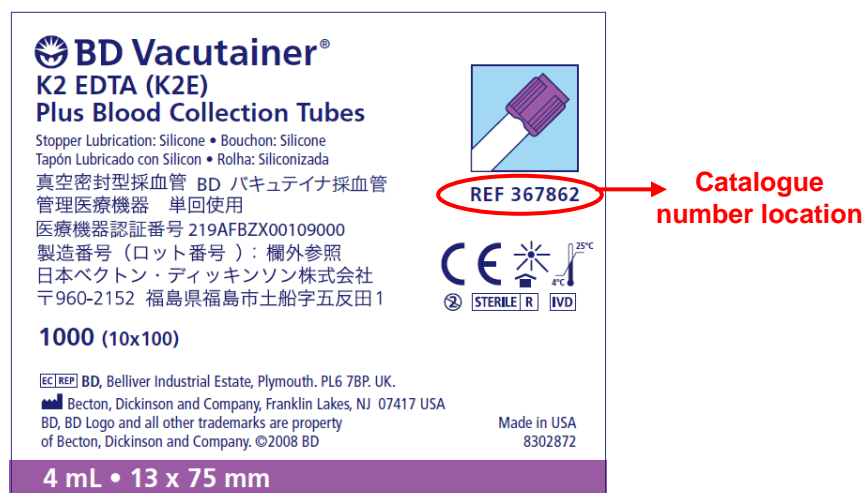 BD Vacutainer®
K2 EDTA (K2E)
Plus Blood Collection Tubes
Stopper Lubrication: Silicone • Bouchon: Silicone
Tapón Lubricado con Silicon • Rolha: Siliconizada
真空密封型採血管 BD バキュテイナ採血管
管理医療機器 単回使用
医療機器認証番号 219AFBZX00109000
製造番号（ロット番号 ）：欄外参照
日本ベクトン・ディッキンソン株式会社
〒960-2152 福島県福島市土船字五反田1
1000 (10x100)
EC REP BD, Belliver Industrial Estate, Plymouth. PL6 7BP. UK.
Becton, Dickinson and Company, Franklin Lakes, NJ 07417 USA
BD, BD Logo and all other trademarks are property
of Becton, Dickinson and Company. ©2008 BD
4 mL • 13 x 75 mm
REF 367862
CE
25°C
4°C
2 STERILE R IVD
Made in USA
8302872
Catalogue
number location